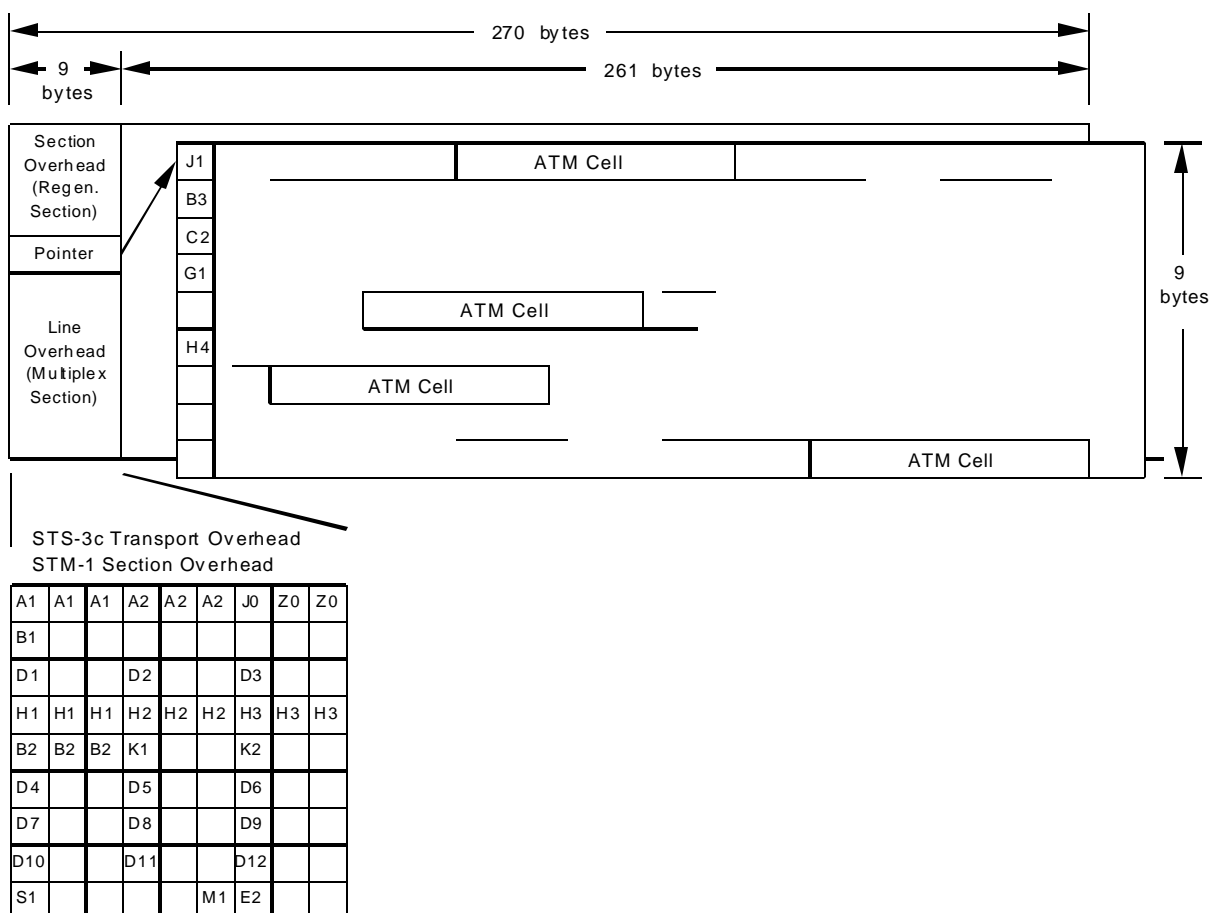 270 bytes
9 bytes
261 bytes
Section
Overhead
(Regen.
Section)
Pointer
Line
Overhead
(Multiplex
Section)
J1
B3
C2
G1
H4
ATM Cell
ATM Cell
ATM Cell
ATM Cell
9
bytes
STS-3c Transport Overhead
STM-1 Section Overhead
A1 A1 A1 A2 A2 A2 J0 Z0 Z0
B1
D1 D2 D3
H1 H1 H1 H2 H2 H2 H3 H3 H3
B2 B2 B2 K1 K2
D4 D5 D6
D7 D8 D9
D10 D11 D12
S1 M1 E2